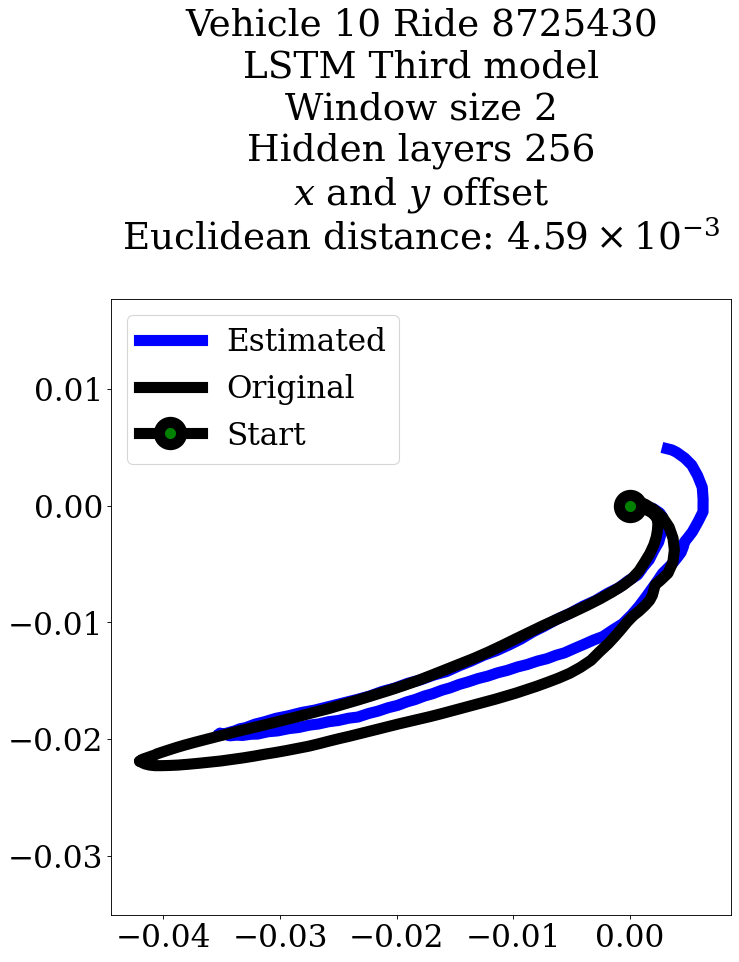 Vehicle 10 Ride 8725430
LSTM Third model
Window size 2
Hidden layers 256
x and y offset
Euclidean distance: 4.59 × 10⁻³
Estimated
Original
Start
0.01
0.00
−0.01
−0.02
−0.03
−0.04 −0.03 −0.02 −0.01 0.00